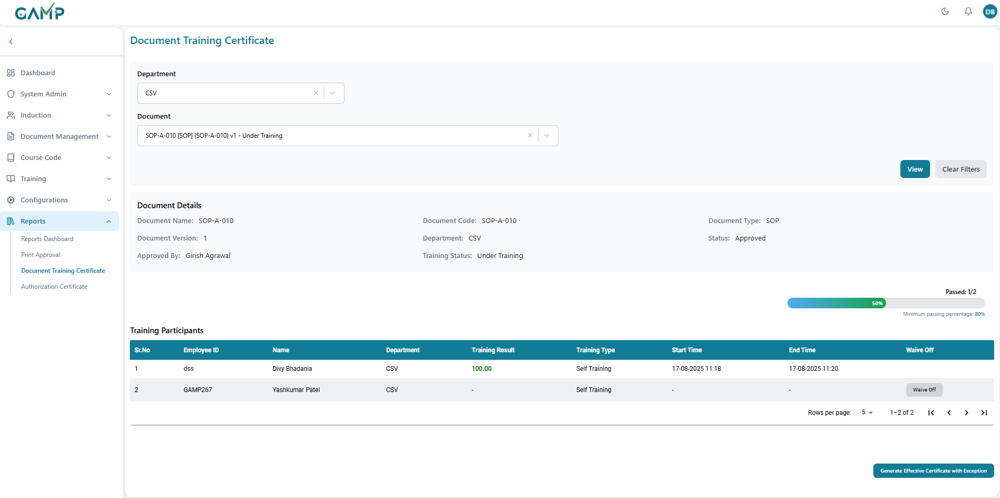 GAMP
DB
Document Training Certificate
Dashboard
System Admin
Induction
Document Management
Course Code
Training
Configurations
Reports
Reports Dashboard
Print Approval
Document Training Certificate
Authorization Certificate
Department
CSV
Document
SOP-A-010 [SOP] (SOP-A-010) v1 - Under Training
View Clear Filters
Document Details
Document Name: SOP-A-010 Document Code: SOP-A-010 Document Type: SOP
Document Version: 1 Department: CSV Status: Approved
Approved By: Girish Agrawal Training Status: Under Training
Passed: 1/2
50%
Minimum passing percentage: 80%
Training Participants
Sr.No Employee ID Name Department Training Result Training Type Start Time End Time Waive Off
1 dss Divy Bhadania CSV 100.00 Self Training 17-08-2025 11:18 17-08-2025 11:20
2 GAMP267 Yashkumar Patel CSV - Self Training - - Waive Off
Rows per page: 5 1–2 of 2
Generate Effective Certificate with Exception